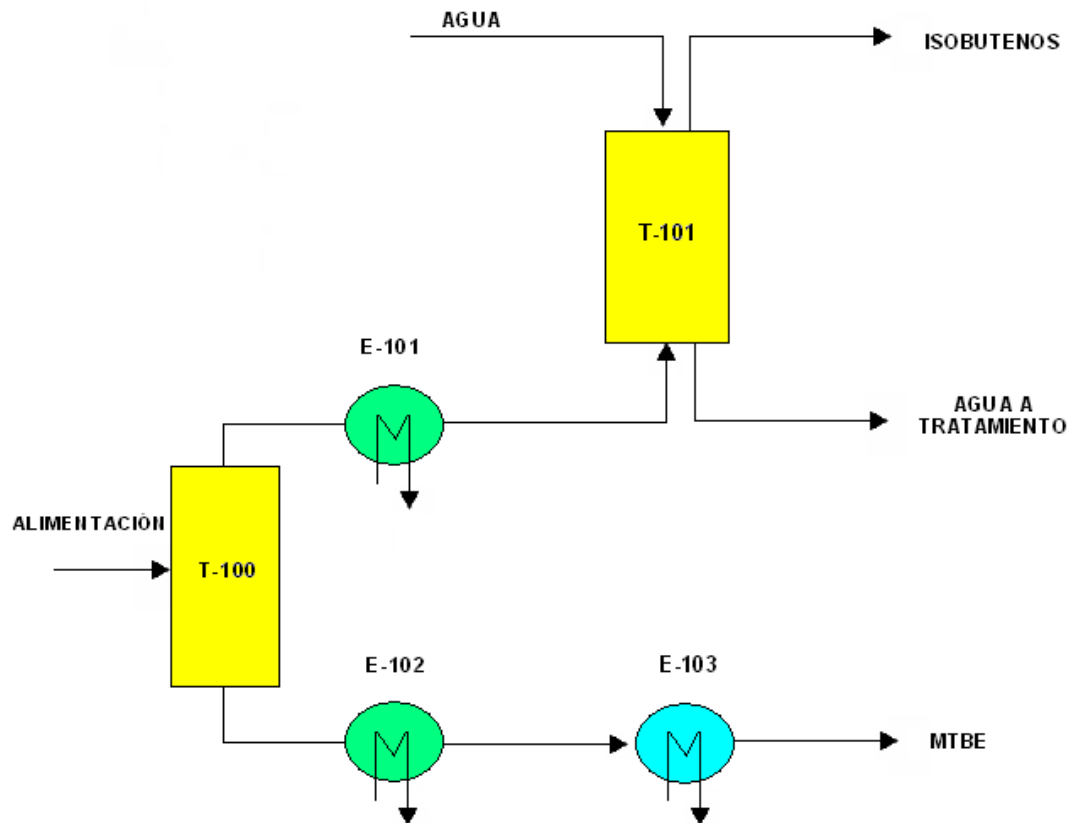 AGUA
ISOBUTENOS
T-101
E-101
AGUA A
TRATAMIENTO
ALIMENTACIÓN
T-100
E-102
E-103
MTBE